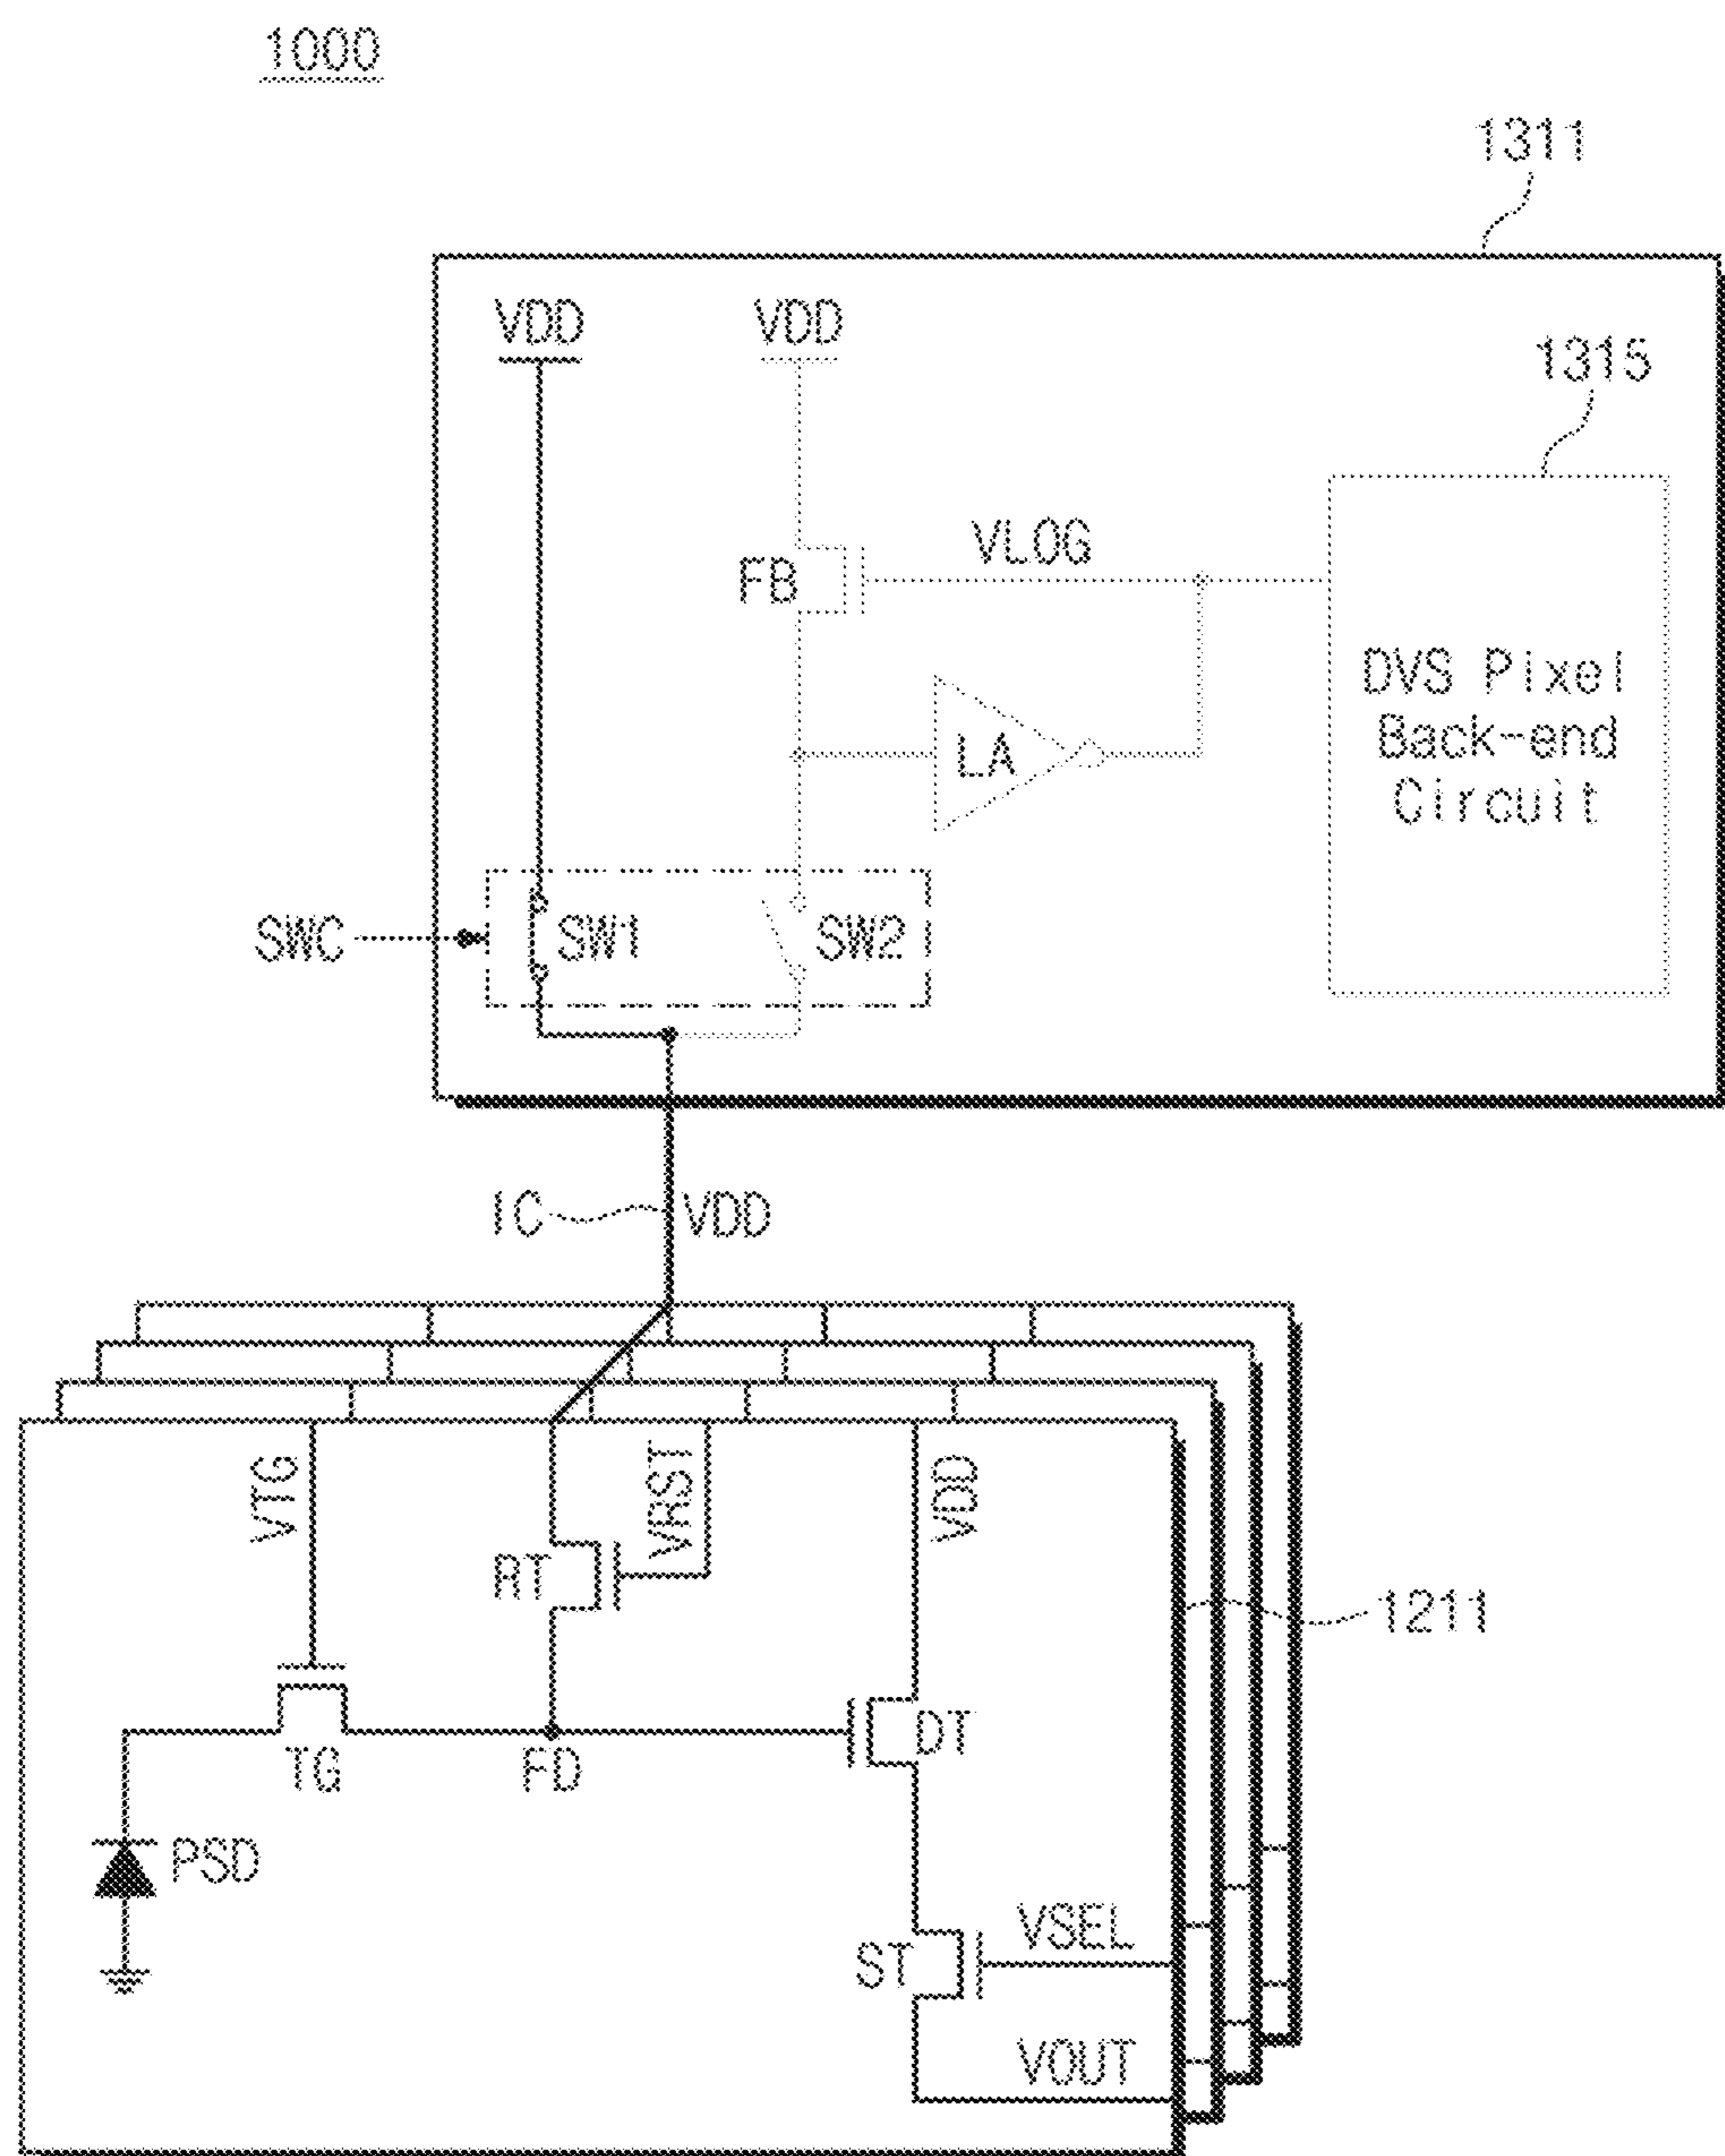 1000
1311
VDD
VDD
1315
VLOG
FB
DVS Pixel
Back-end
Circuit
LA
SWC
SW1
SW2
IC
VDD
VTG
VRST
VDD
RT
1211
TG
FD
DT
PSD
VSEL
ST
VOUT